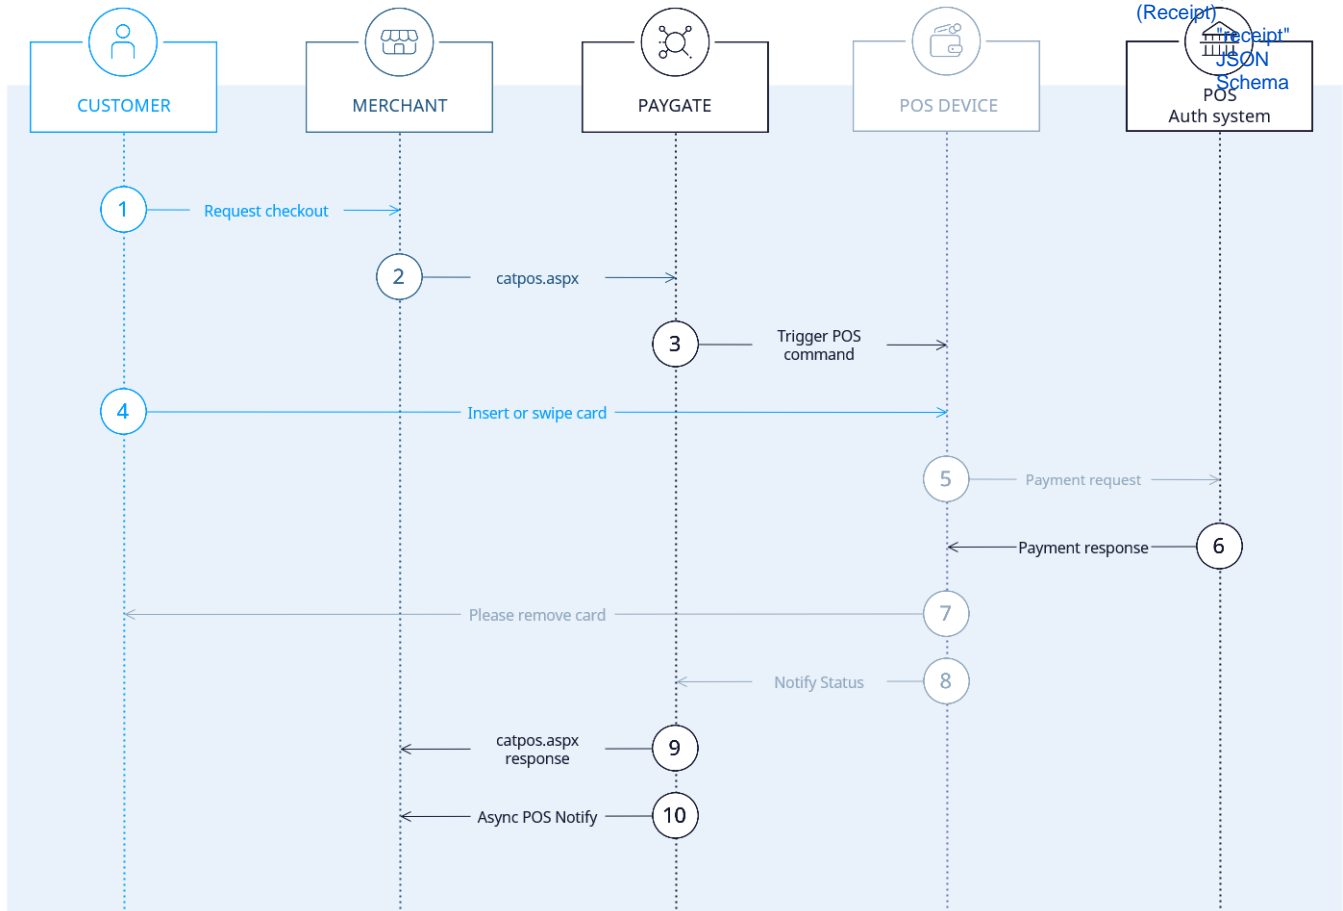 (Receipt)
"receipt"
JSON
Schema
CUSTOMER
MERCHANT
PAYGATE
POS DEVICE
POS
Auth system
1
Request checkout
2
catpos.aspx
3
Trigger POS
command
4
Insert or swipe card
5
Payment request
Payment response
6
Please remove card
7
Notify Status
8
catpos.aspx
response
9
Async POS Notify
10